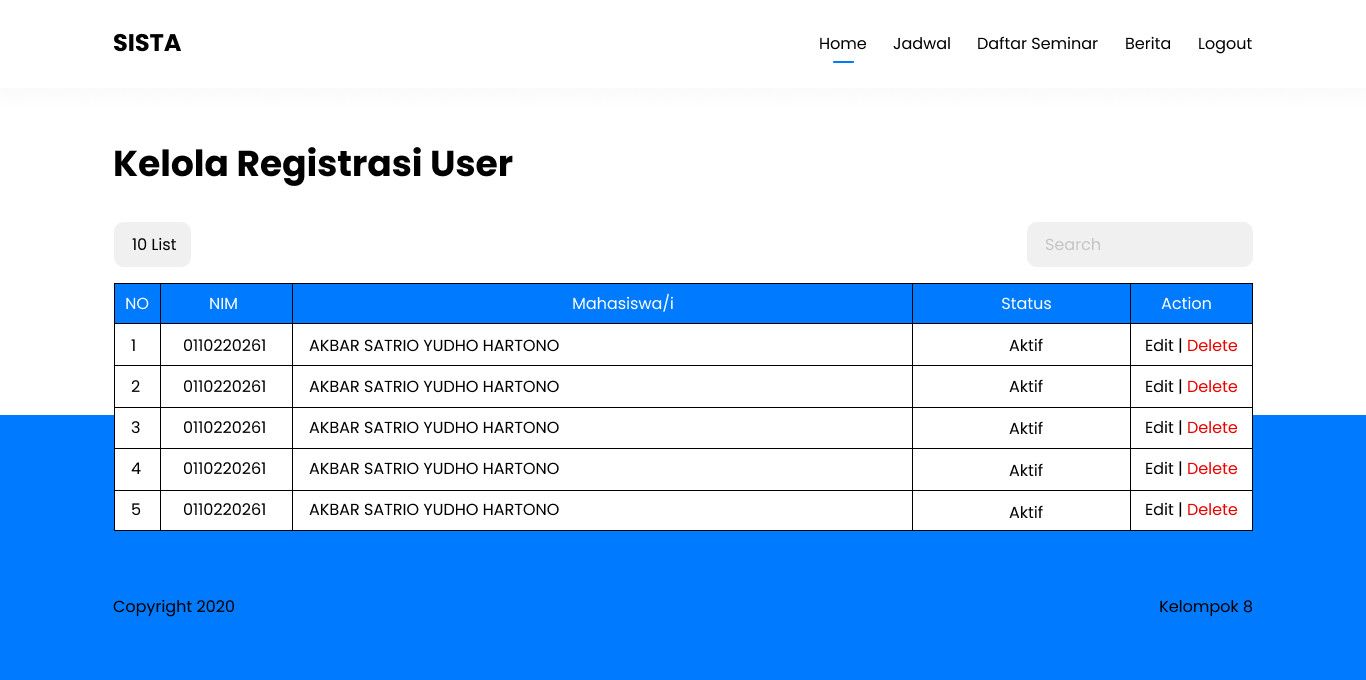 SISTA Home Jadwal Daftar Seminar Berita Logout
Kelola Registrasi User
10 List Search
NO NIM Mahasiswa/i Status Action
1 0110220261 AKBAR SATRIO YUDHO HARTONO Aktif Edit | Delete
2 0110220261 AKBAR SATRIO YUDHO HARTONO Aktif Edit | Delete
3 0110220261 AKBAR SATRIO YUDHO HARTONO Aktif Edit | Delete
4 0110220261 AKBAR SATRIO YUDHO HARTONO Aktif Edit | Delete
5 0110220261 AKBAR SATRIO YUDHO HARTONO Aktif Edit | Delete
Copyright 2020 Kelompok 8